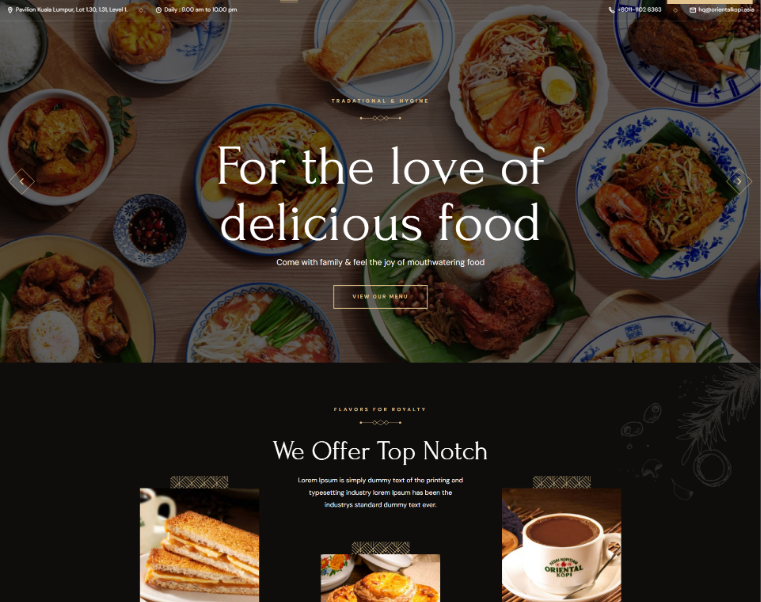 Pavilion Kuala Lumpur, Lot 1.30, 1.31, Level 1.
Daily : 8.00 am to 10.00 pm
hq@orientalkopi.asia
TRADATIONAL & HYGINE
For the love of
delicious food
Come with family & feel the joy of mouthwatering food
VIEW OUR MENU
FLAVORS FOR ROYALTY
We Offer Top Notch
Lorem Ipsum is simply dummy text of the printing and
typesetting industry lorem Ipsum has been the
industrys standard dummy text ever.
ORIENTAL
KOPI